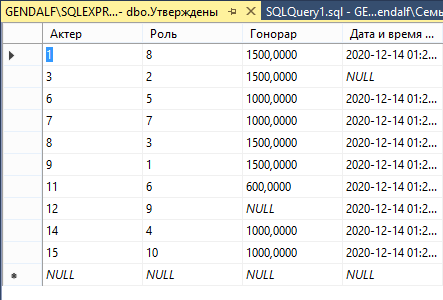 GENDALF\SQLEXPR...- dbo.Утверждены SQLQuery1.sql - GE...endalf\Семь
Актер Роль Гонорар Дата и время ...
1 8 1500,0000 2020-12-14 01:2...
3 2 1500,0000 NULL
6 5 1000,0000 2020-12-14 01:2...
7 7 1000,0000 2020-12-14 01:2...
8 3 1500,0000 2020-12-14 01:2...
9 1 1500,0000 2020-12-14 01:2...
11 6 600,0000 2020-12-14 01:2...
12 9 NULL 2020-12-14 01:2...
14 4 1000,0000 2020-12-14 01:2...
15 10 1000,0000 2020-12-14 01:2...
NULL NULL NULL NULL